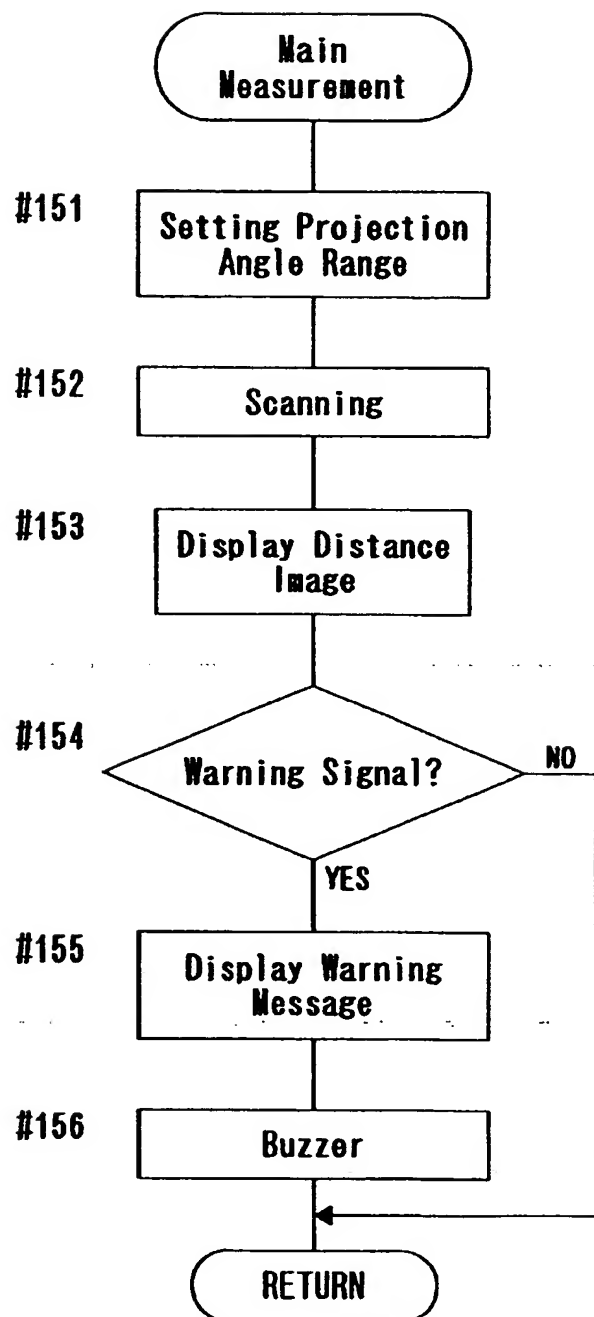 Main
Measurement
#151
Setting Projection
Angle Range
#152
Scanning
#153
Display Distance
Image
#154
Warning Signal?
NO
YES
#155
Display Warning
Message
#156
Buzzer
RETURN